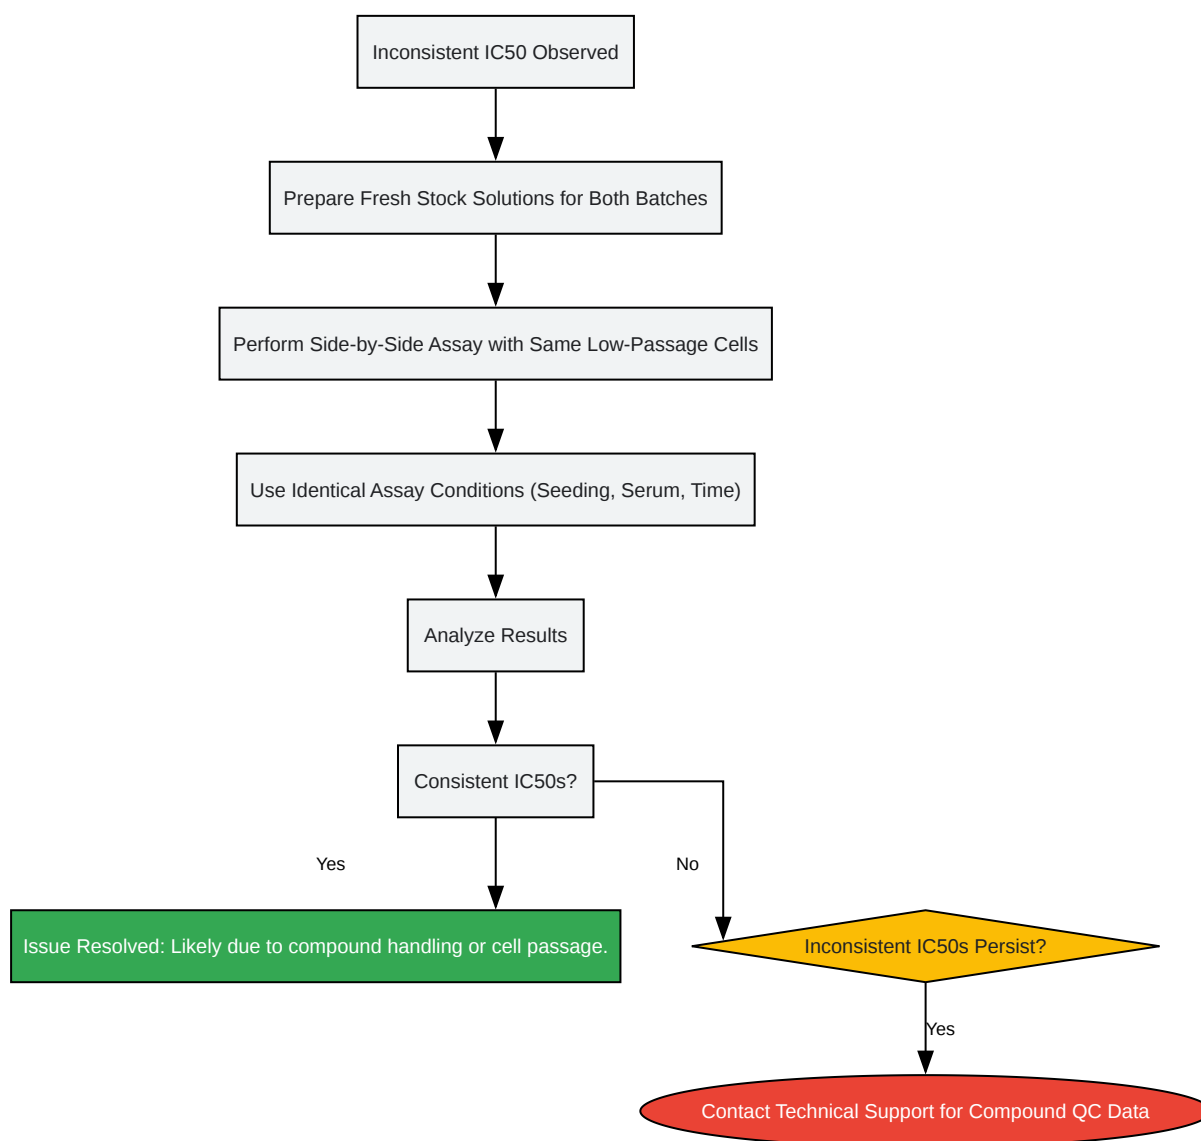 Inconsistent IC50 Observed
Prepare Fresh Stock Solutions for Both Batches
Perform Side-by-Side Assay with Same Low-Passage Cells
Use Identical Assay Conditions (Seeding, Serum, Time)
Analyze Results
Consistent IC50s?
Yes
No
Issue Resolved: Likely due to compound handling or cell passage.
Inconsistent IC50s Persist?
Yes
Contact Technical Support for Compound QC Data